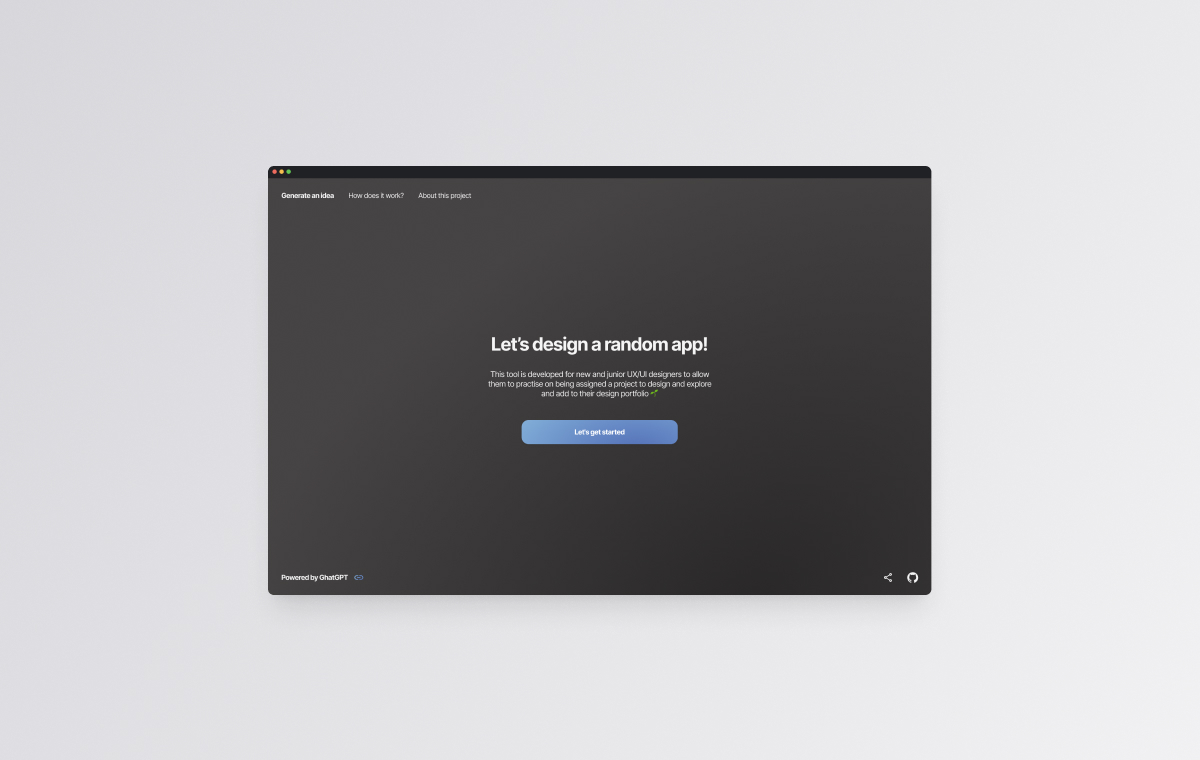 Generate an idea How does it work? About this project
Let's design a random app!
This tool is developed for new and junior UX/UI designers to allow
them to practise on being assigned a project to design and explore
and add to their design portfolio 🌱
Let's get started
Powered by GhatGPT